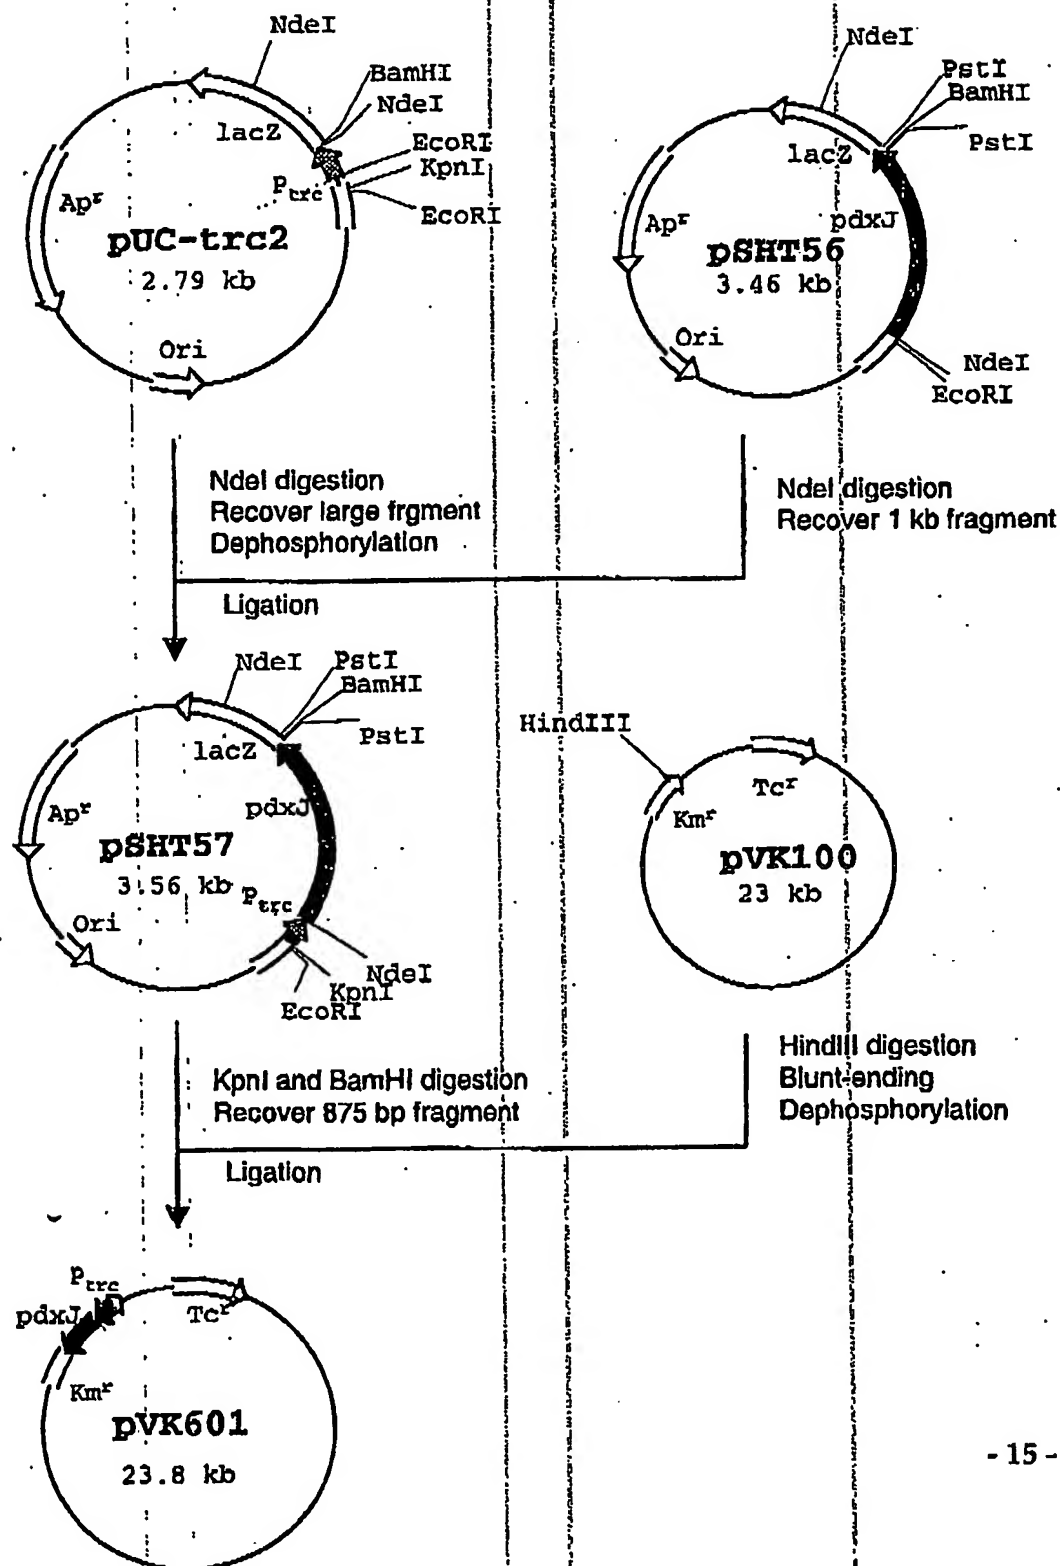 NdeI
BamHI
NdeI
lacZ
EcoRI
KpnI
Ptrc
EcoRI
Apr
pUC-trc2
2.79 kb
Ori
NdeI
PstI
BamHI
PstI
lacZ
Apr
pdxJ
pSHT56
3.46 kb
Ori
NdeI
EcoRI
NdeI digestion
Recover large frgment
Dephosphorylation
NdeI digestion
Recover 1 kb fragment
Ligation
NdeI
PstI
BamHI
PstI
lacZ
Apr
pdxJ
pSHT57
3.56 kb
Ptrc
Ori
NdeI
KpnI
EcoRI
HindIII
Tcr
Kmr
pVK100
23 kb
KpnI and BamHI digestion
Recover 875 bp fragment
HindIII digestion
Blunt-ending
Dephosphorylation
Ligation
Ptrc
pdxJ
Tcr
Kmr
pVK601
23.8 kb
- 15 -